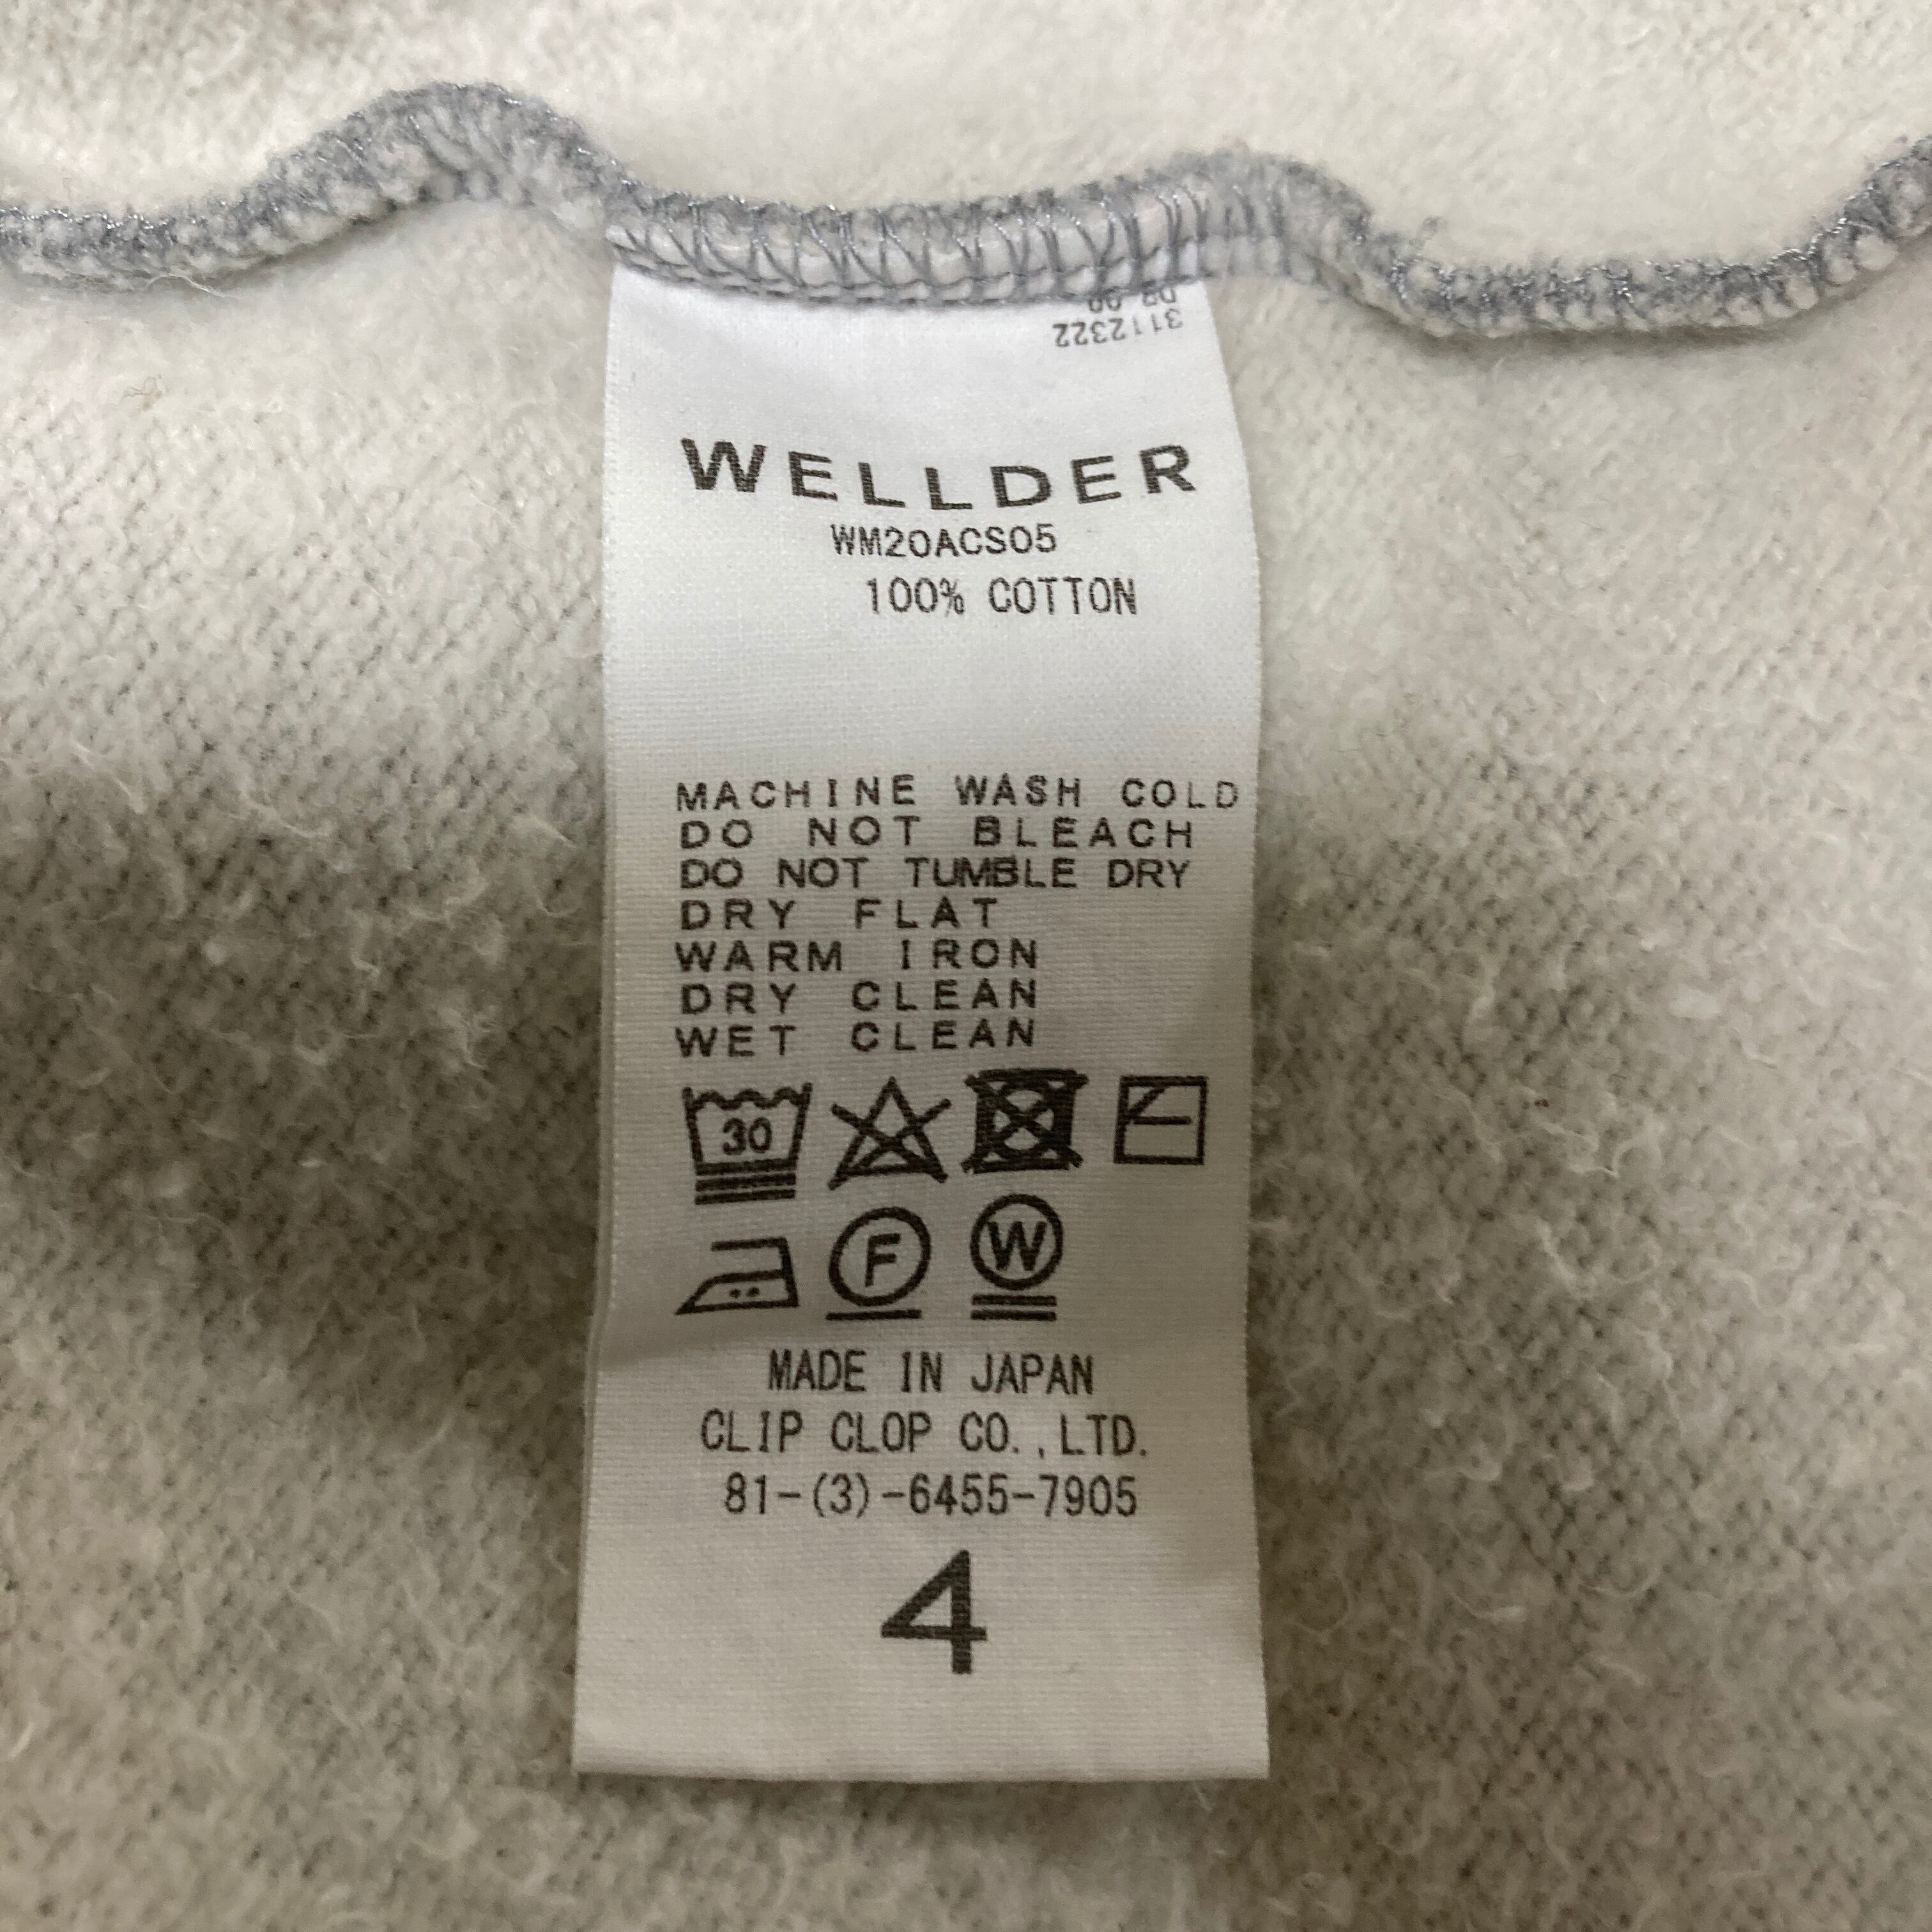 3112322
WELLDER
WM20ACS05
100% COTTON
MACHINE WASH COLD
DO NOT BLEACH
DO NOT TUMBLE DRY
DRY FLAT
WARM IRON
DRY CLEAN
WET CLEAN
30
F W
MADE IN JAPAN
CLIP CLOP CO.,LTD.
81-(3)-6455-7905
4